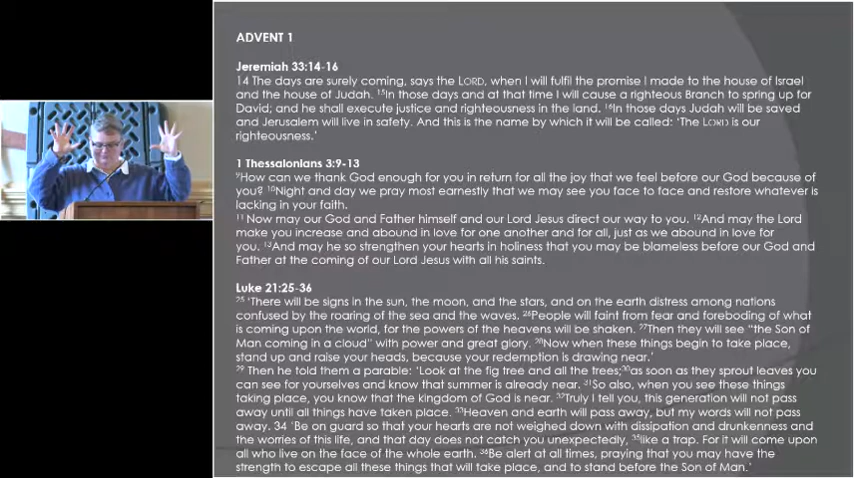 ADVENT 1
Jeremiah 33:14-16
14 The days are surely coming, says the LORD, when I will fulfil the promise I made to the house of Israel
and the house of Judah. 15In those days and at that time I will cause a righteous Branch to spring up for
David; and he shall execute justice and righteousness in the land. 16In those days Judah will be saved
and Jerusalem will live in safety. And this is the name by which it will be called: 'The LORD is our
righteousness.'
1 Thessalonians 3:9-13
9How can we thank God enough for you in return for all the joy that we feel before our God because of
you? 10Night and day we pray most earnestly that we may see you face to face and restore whatever is
lacking in your faith.
11 Now may our God and Father himself and our Lord Jesus direct our way to you. 12And may the Lord
make you increase and abound in love for one another and for all, just as we abound in love for
you. 13And may he so strengthen your hearts in holiness that you may be blameless before our God and
Father at the coming of our Lord Jesus with all his saints.
Luke 21:25-36
25 'There will be signs in the sun, the moon, and the stars, and on the earth distress among nations
confused by the roaring of the sea and the waves. 26People will faint from fear and foreboding of what
is coming upon the world, for the powers of the heavens will be shaken. 27Then they will see "the Son of
Man coming in a cloud" with power and great glory. 28Now when these things begin to take place,
stand up and raise your heads, because your redemption is drawing near.'
29 Then he told them a parable: 'Look at the fig tree and all the trees;30as soon as they sprout leaves you
can see for yourselves and know that summer is already near. 31So also, when you see these things
taking place, you know that the kingdom of God is near. 32Truly I tell you, this generation will not pass
away until all things have taken place. 33Heaven and earth will pass away, but my words will not pass
away. 34 'Be on guard so that your hearts are not weighed down with dissipation and drunkenness and
the worries of this life, and that day does not catch you unexpectedly, 35like a trap. For it will come upon
all who live on the face of the whole earth. 36Be alert at all times, praying that you may have the
strength to escape all these things that will take place, and to stand before the Son of Man.'